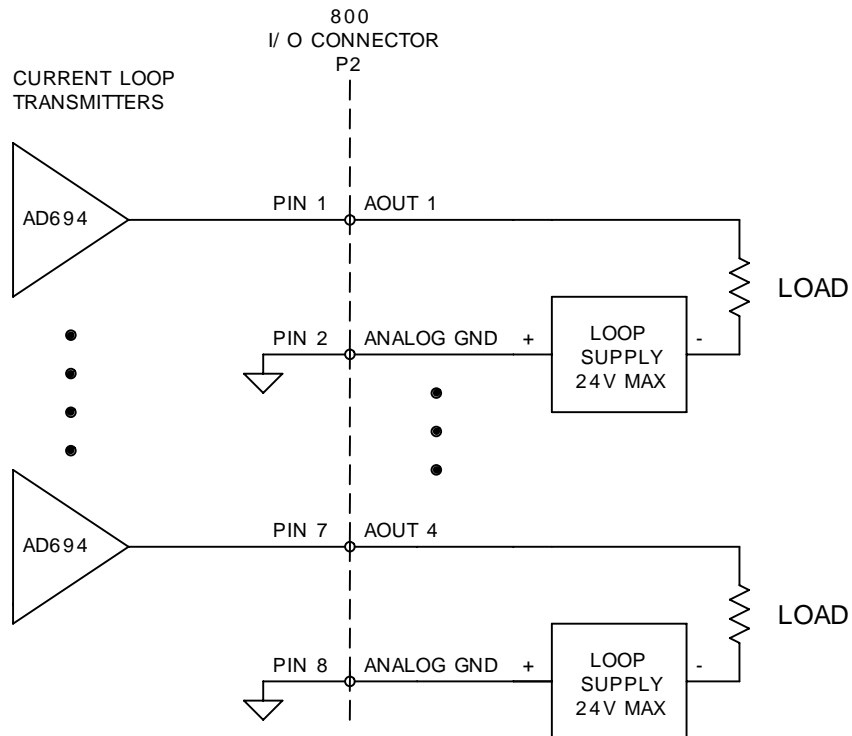 800
I/ O CONNECTOR
P2
CURRENT LOOP
TRANSMITTERS
AD694
PIN 1
AOUT 1
LOAD
PIN 2
ANALOG GND
+
LOOP
SUPPLY
24V MAX
-
AD694
PIN 7
AOUT 4
LOAD
PIN 8
ANALOG GND
+
LOOP
SUPPLY
24V MAX
-